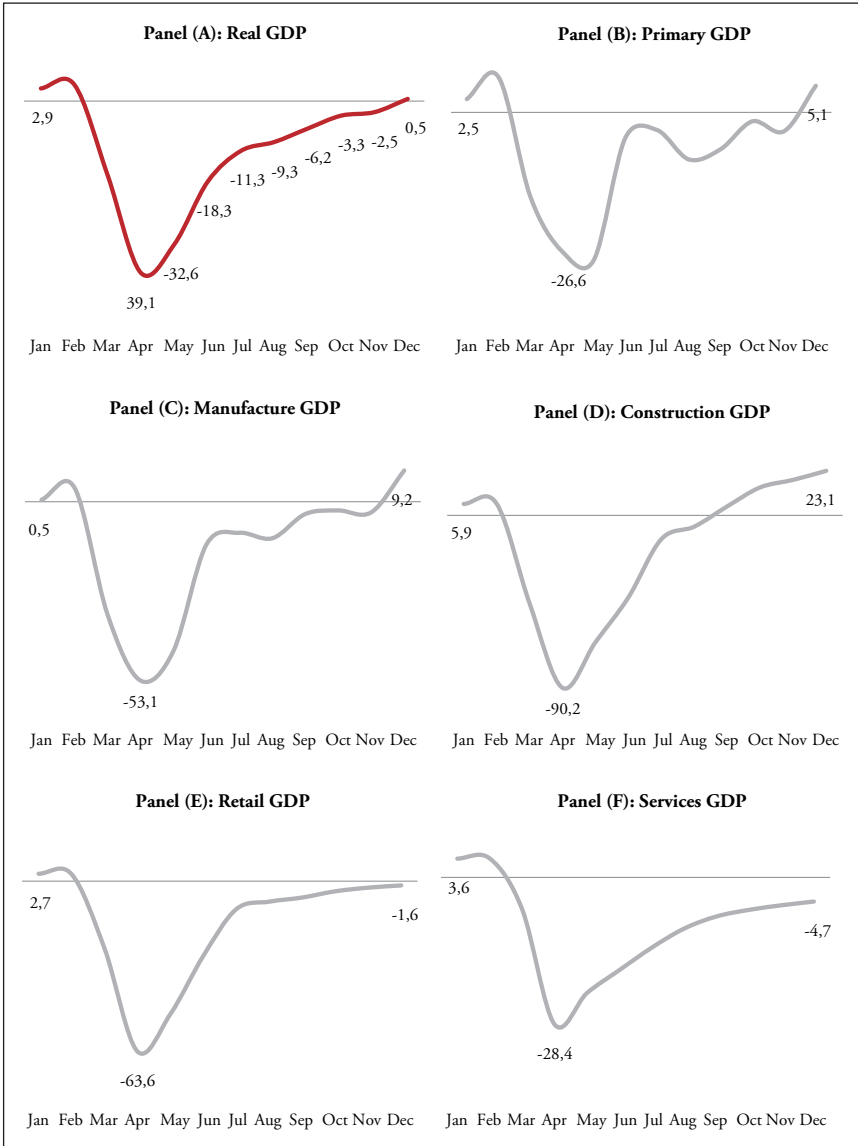 Panel (A): Real GDP
2,9
0,5
-2,5
-3,3
-6,2
-9,3
-11,3
-18,3
-32,6
39,1
Jan Feb Mar Apr May Jun Jul Aug Sep Oct Nov Dec
Panel (B): Primary GDP
2,5
5,1
-26,6
Jan Feb Mar Apr May Jun Jul Aug Sep Oct Nov Dec
Panel (C): Manufacture GDP
0,5
9,2
-53,1
Jan Feb Mar Apr May Jun Jul Aug Sep Oct Nov Dec
Panel (D): Construction GDP
5,9
23,1
-90,2
Jan Feb Mar Apr May Jun Jul Aug Sep Oct Nov Dec
Panel (E): Retail GDP
2,7
-1,6
-63,6
Jan Feb Mar Apr May Jun Jul Aug Sep Oct Nov Dec
Panel (F): Services GDP
3,6
-4,7
-28,4
Jan Feb Mar Apr May Jun Jul Aug Sep Oct Nov Dec